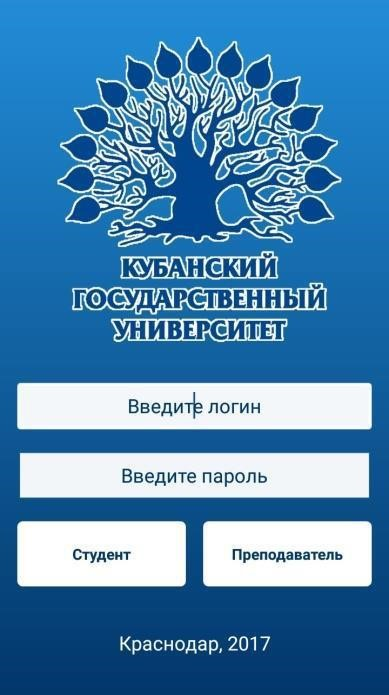 КУБАНСКИЙ
ГОСУДАРСТВЕННЫЙ
УНИВЕРСИТЕТ
Введите логин
Введите пароль
Студент Преподаватель
Краснодар, 2017